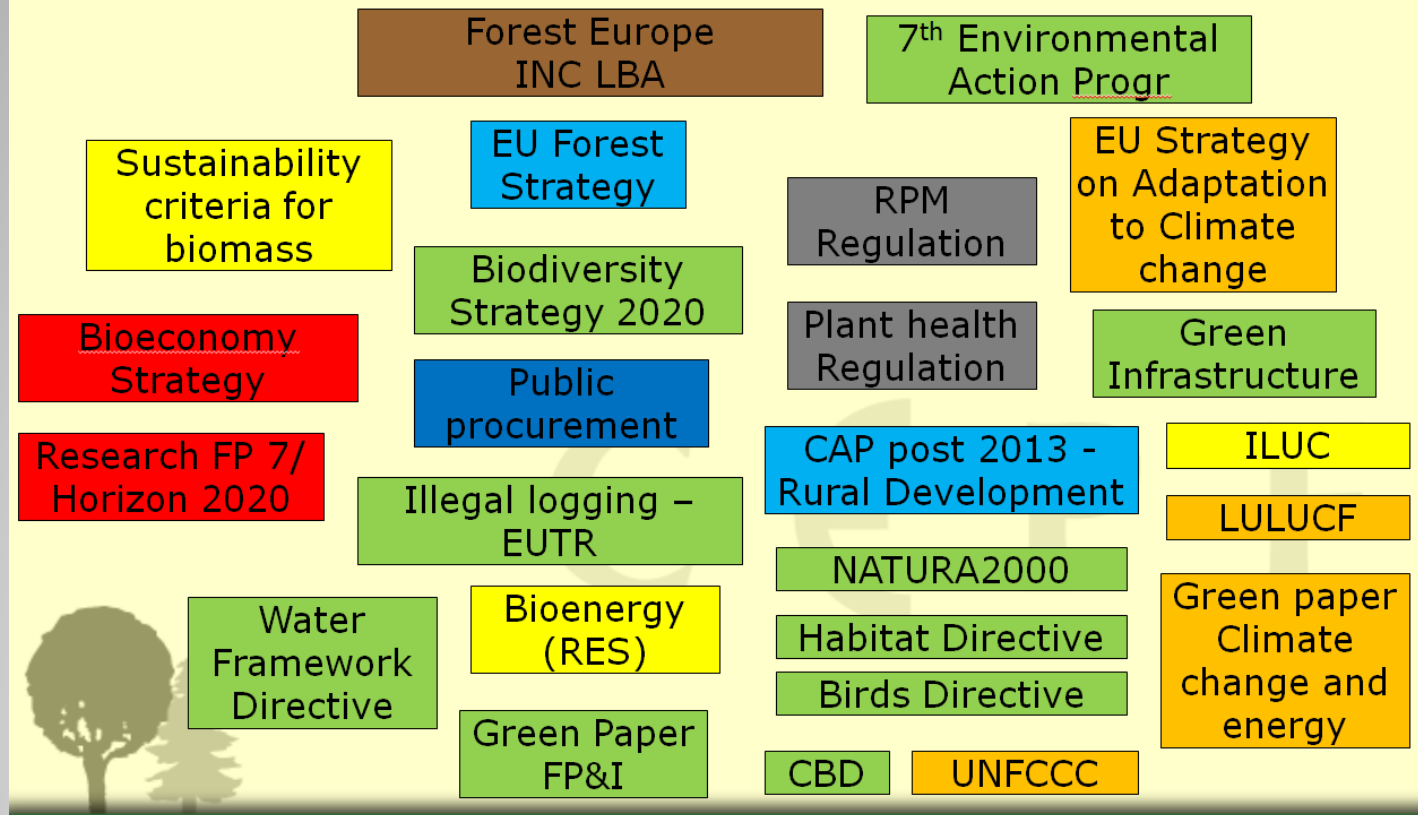 Forest Europe
INC LBA
7th Environmental
Action Progr
EU Forest
Strategy
EU Strategy
on Adaptation
to Climate
change
Sustainability
criteria for
biomass
RPM
Regulation
Biodiversity
Strategy 2020
Plant health
Regulation
Green
Infrastructure
Bioeconomy
Strategy
Public
procurement
ILUC
CAP post 2013 -
Rural Development
Research FP 7/
Horizon 2020
Illegal logging –
EUTR
LULUCF
NATURA2000
Green paper
Climate
change and
energy
Water
Framework
Directive
Bioenergy
(RES)
Habitat Directive
Birds Directive
Green Paper
FP&I
CBD
UNFCCC